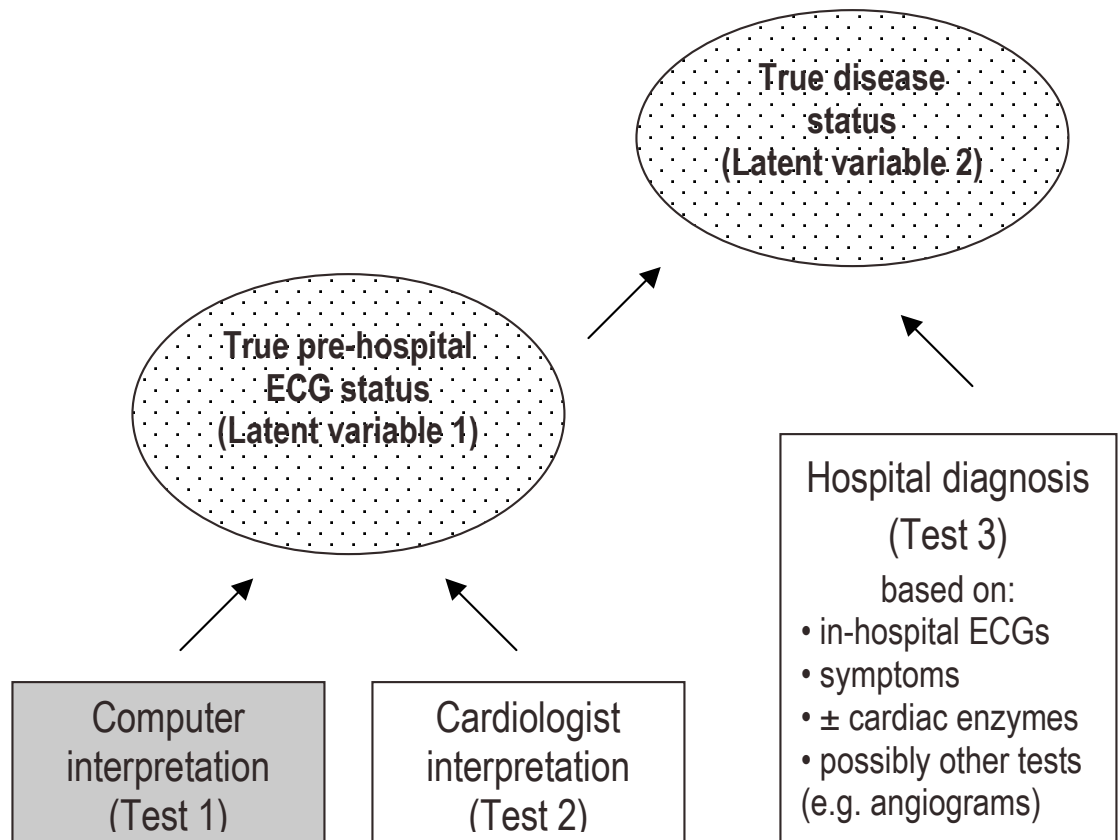 True disease
status
(Latent variable 2)
True pre-hospital
ECG status
(Latent variable 1)
Hospital diagnosis
(Test 3)
based on:
• in-hospital ECGs
• symptoms
• ± cardiac enzymes
• possibly other tests
(e.g. angiograms)
Computer
interpretation
(Test 1)
Cardiologist
interpretation
(Test 2)